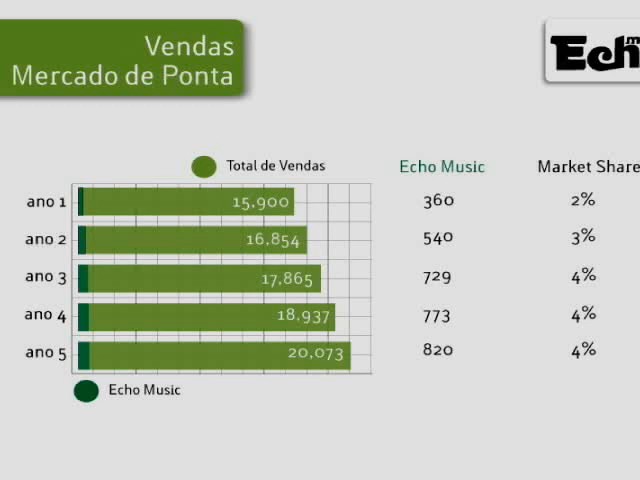 Vendas
Mercado de Ponta
Ech
m
Total de Vendas Echo Music Market Share
ano 1 15,900 360 2%
ano 2 16,854 540 3%
ano 3 17,865 729 4%
ano 4 18,937 773 4%
ano 5 20,073 820 4%
Echo Music